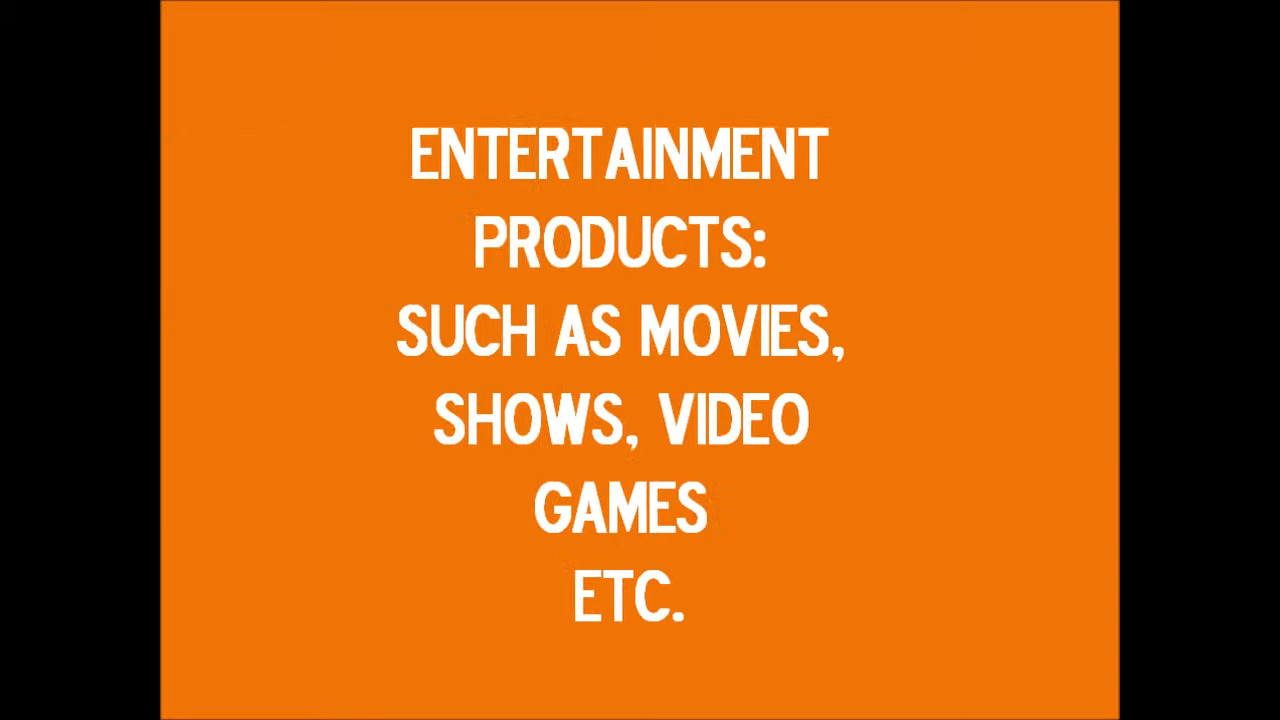 ENTERTAINMENT
PRODUCTS:
SUCH AS MOVIES,
SHOWS, VIDEO
GAMES
ETC.